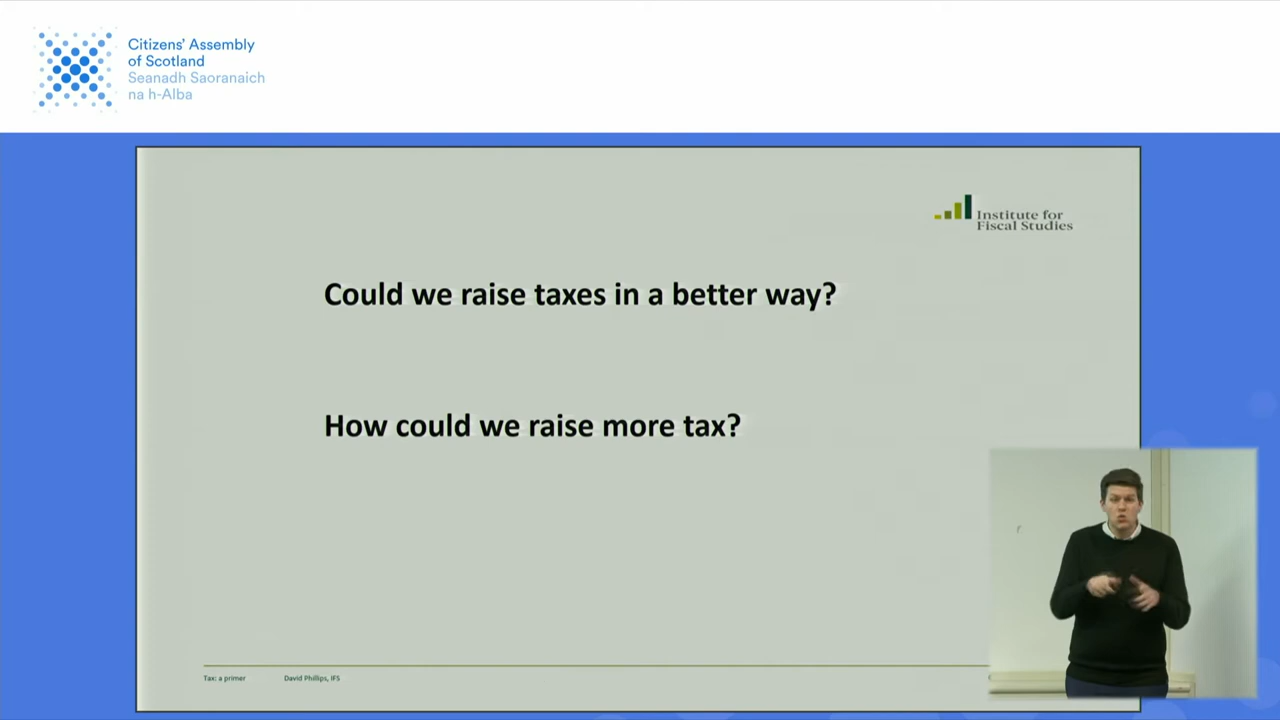 Citizens' Assembly
of Scotland
Seanadh Saoranaich
na h-Alba
Institute for
Fiscal Studies
Could we raise taxes in a better way?
How could we raise more tax?
Tax: a primer
David Phillips, IFS